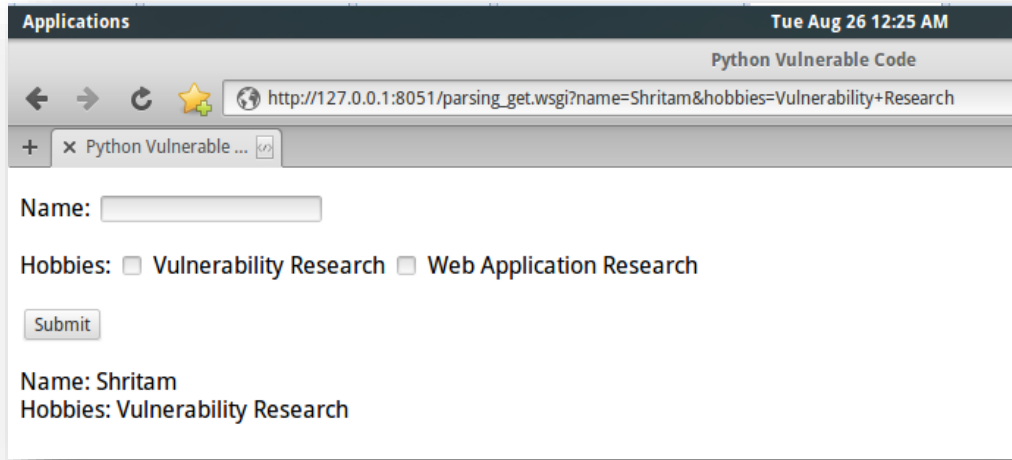 Applications Tue Aug 26 12:25 AM
Python Vulnerable Code
http://127.0.0.1:8051/parsing_get.wsgi?name=Shritam&hobbies=Vulnerability+Research
+ × Python Vulnerable ... </>
Name:
Hobbies: Vulnerability Research Web Application Research
Submit
Name: Shritam
Hobbies: Vulnerability Research